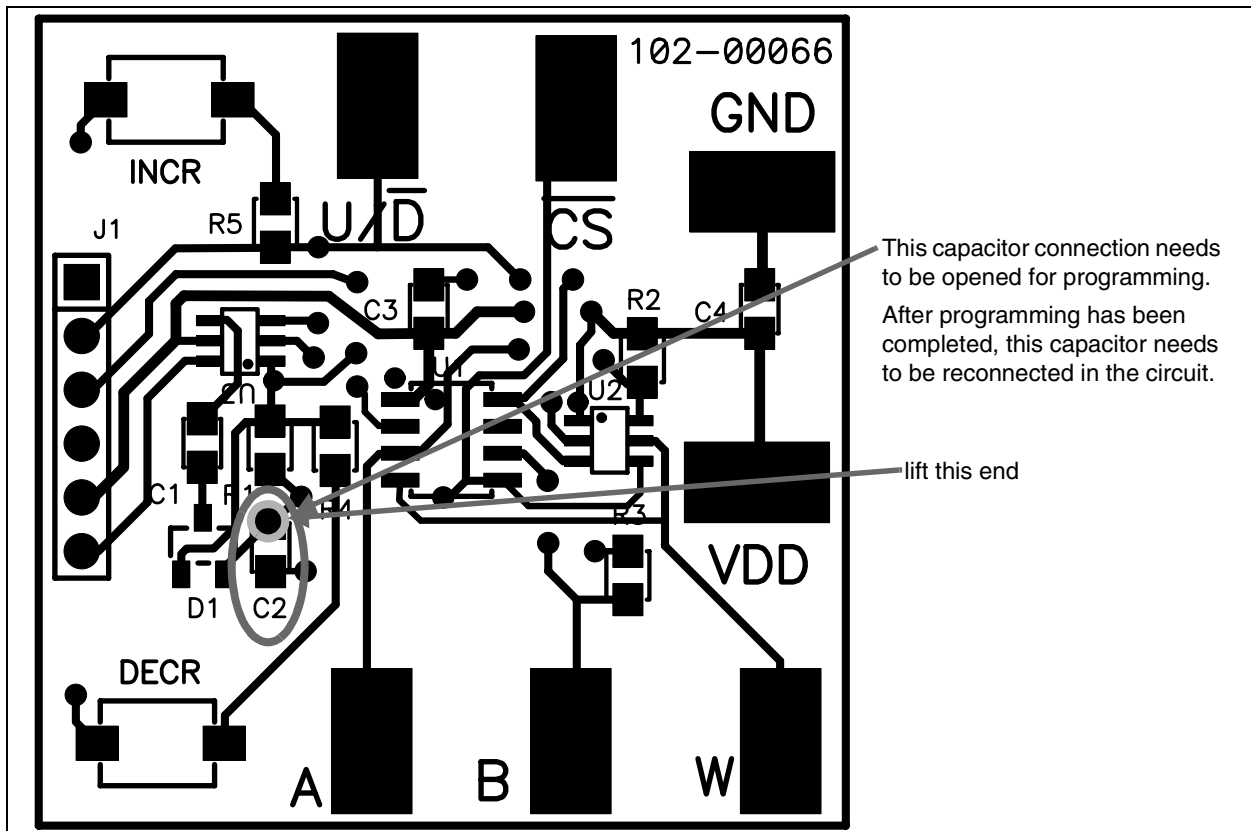 102-00066
GND
INCR
U/D
CS
R5
J1
C3
R2
C4
U1
U2
U3
C1
R1
R4
R3
D1
C2
VDD
DECR
A
B
W
This capacitor connection needs
to be opened for programming.
After programming has been
completed, this capacitor needs
to be reconnected in the circuit.
lift this end